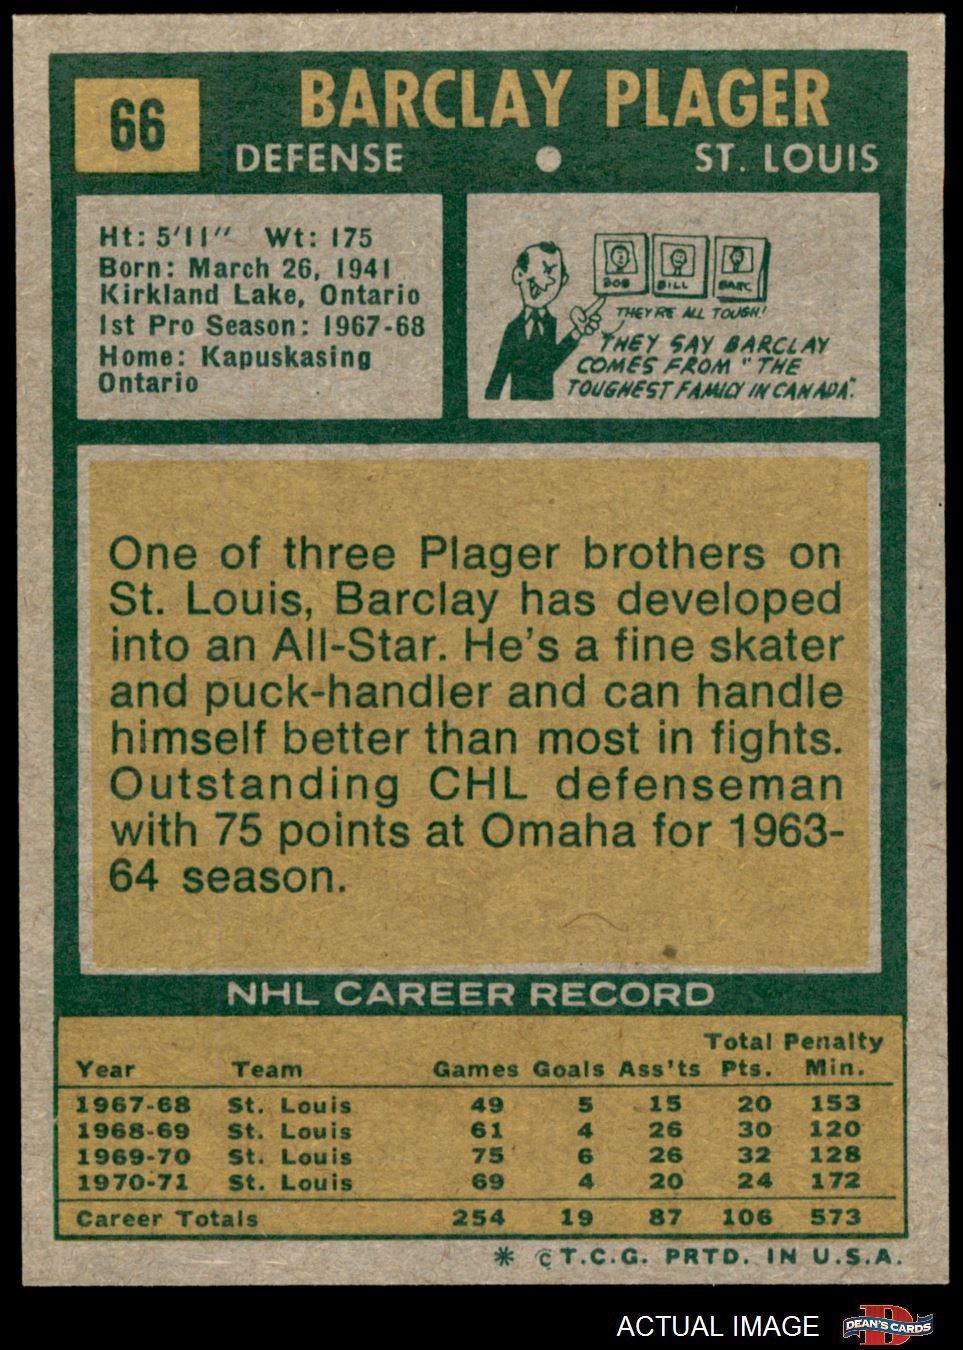 66
BARCLAY PLAGER
DEFENSE
ST. LOUIS
Ht: 5'11" Wt: 175
Born: March 26, 1941
Kirkland Lake, Ontario
1st Pro Season: 1967-68
Home: Kapuskasing
Ontario
BOB
BILL
BARC
THEY'RE ALL TOUGH!
THEY SAY BARCLAY
COMES FROM "THE
TOUGHEST FAMILY IN CANADA".
One of three Plager brothers on
St. Louis, Barclay has developed
into an All-Star. He's a fine skater
and puck-handler and can handle
himself better than most in fights.
Outstanding CHL defenseman
with 75 points at Omaha for 1963-
64 season.
NHL CAREER RECORD
Total Penalty
Year Team Games Goals Ass'ts Pts. Min.
1967-68 St. Louis 49 5 15 20 153
1968-69 St. Louis 61 4 26 30 120
1969-70 St. Louis 75 6 26 32 128
1970-71 St. Louis 69 4 20 24 172
Career Totals 254 19 87 106 573
* © T.C.G. PRTD. IN U.S.A.
ACTUAL IMAGE
DEAN'S CARDS